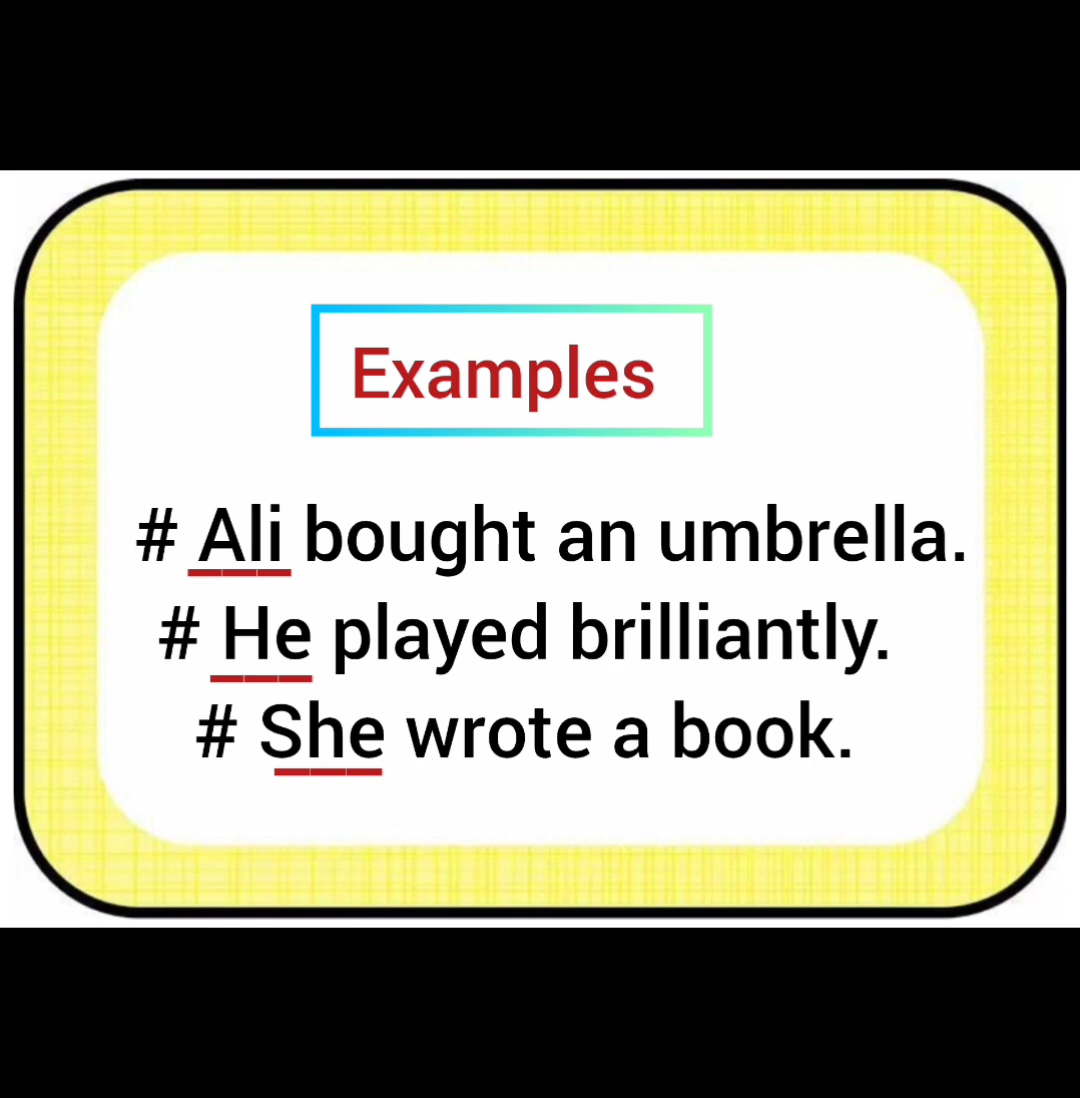 Examples
# Ali bought an umbrella.
# He played brilliantly.
# She wrote a book.